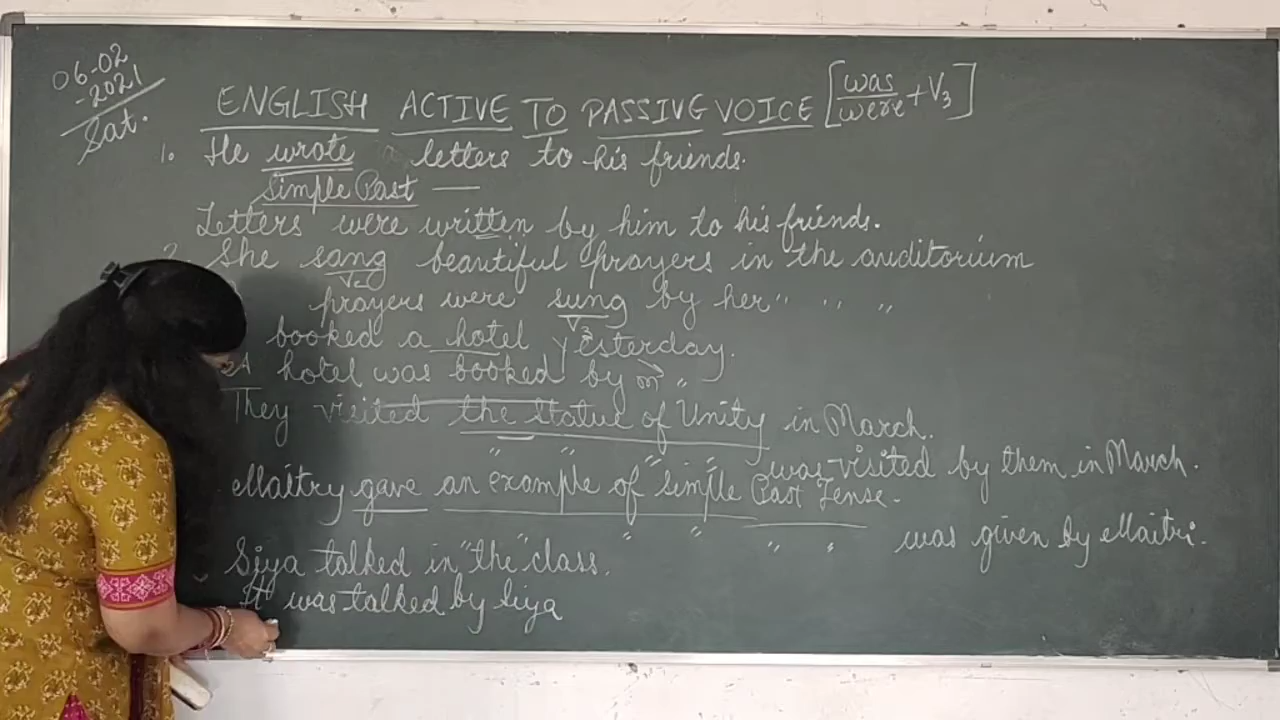 06-02
-2021
Sat.
ENGLISH ACTIVE TO PASSIVE VOICE [was/were + V3]
1. He wrote letters to his friends.
Simple Past —
Letters were written by him to his friends.
2. She sang beautiful prayers in the auditorium
prayers were sung by her " " "
V3
booked a hotel yesterday.
A hotel was booked by "
They visited the Statue of Unity in March.
" " " " was visited by them in March.
Maitry gave an example of Simple Past Tense.
" " " " " " was given by Maitri.
Siya talked in the class.
It was talked by Siya